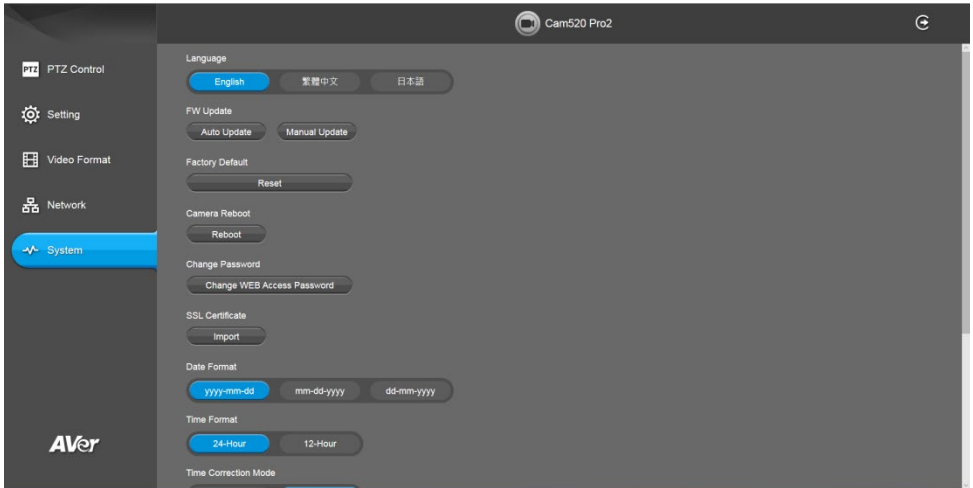 Cam520 Pro2
PTZ PTZ Control
Setting
Video Format
Network
System
AVer
Language
English 繁體中文 日本語
FW Update
Auto Update Manual Update
Factory Default
Reset
Camera Reboot
Reboot
Change Password
Change WEB Access Password
SSL Certificate
Import
Date Format
yyyy-mm-dd mm-dd-yyyy dd-mm-yyyy
Time Format
24-Hour 12-Hour
Time Correction Mode